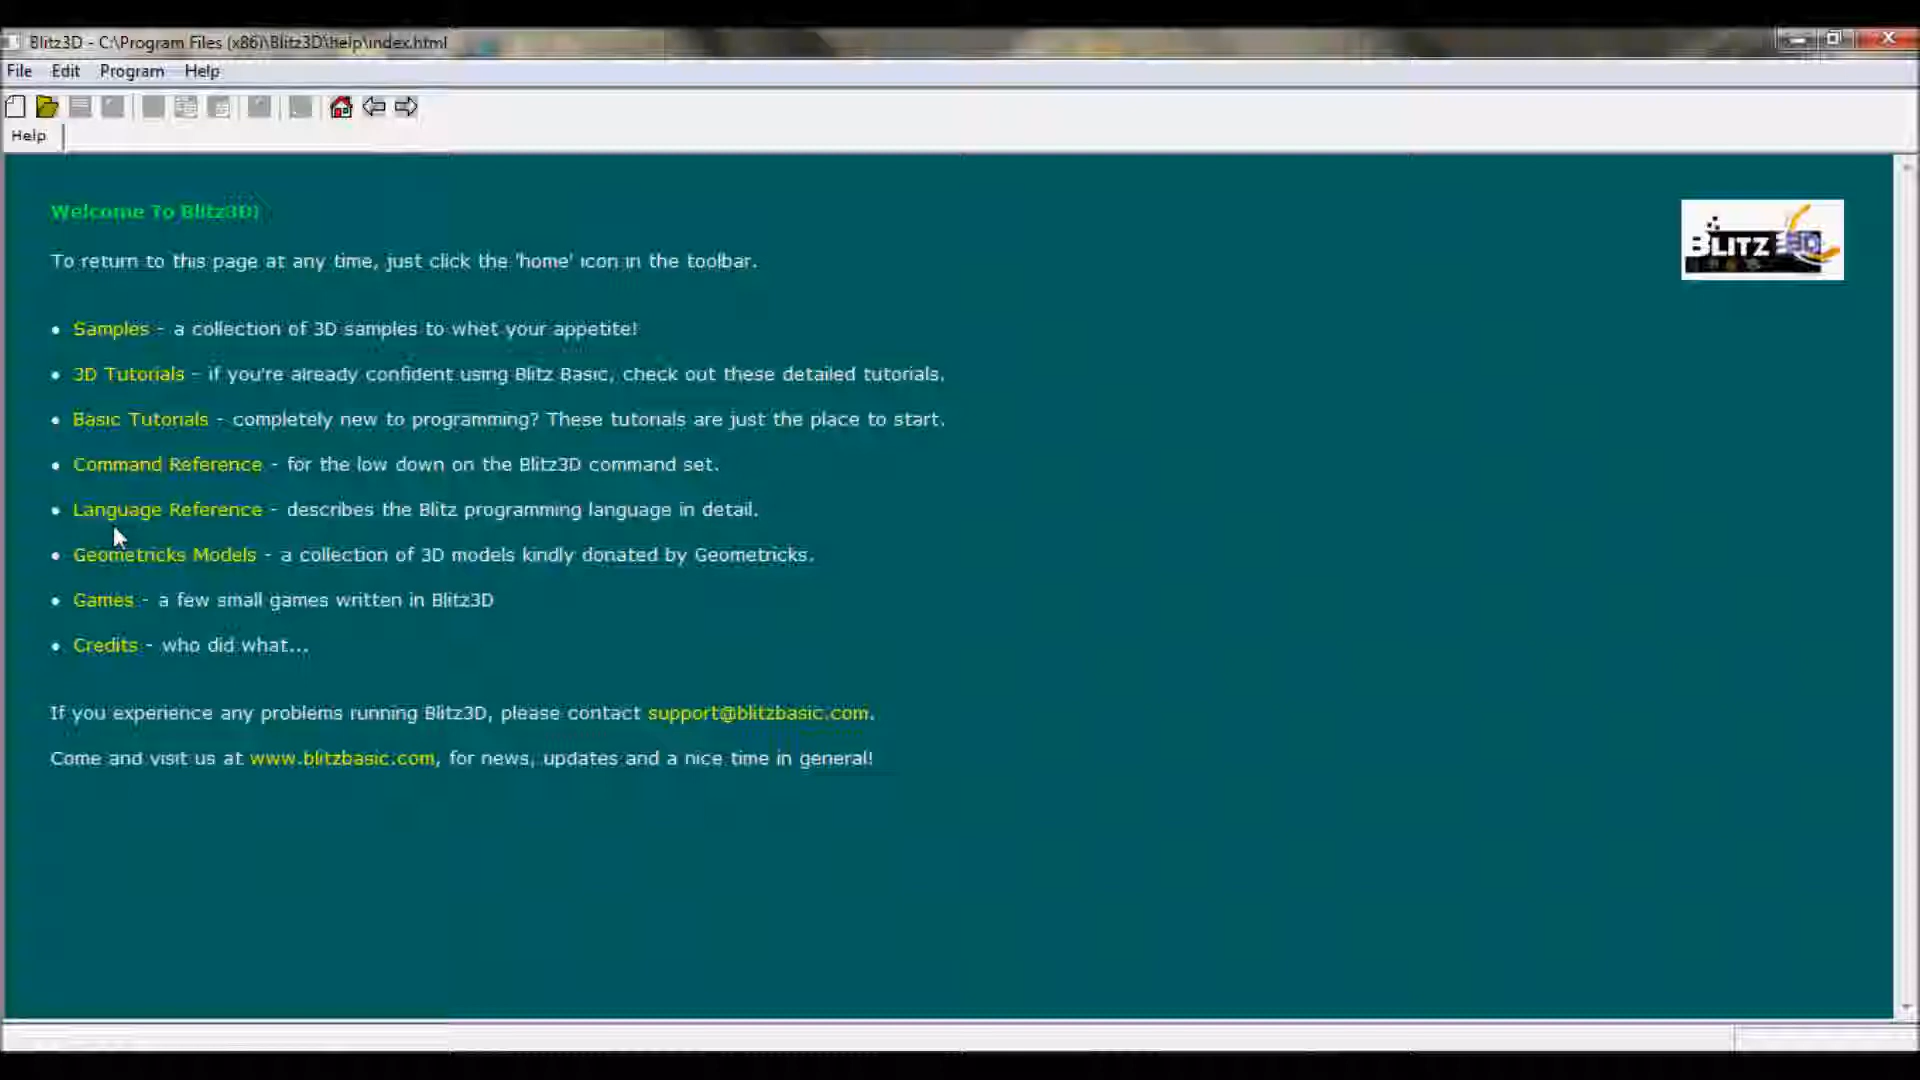 Blitz3D - C:\Program Files (x86)\Blitz3D\help\index.html
File Edit Program Help
Help
Welcome To Blitz3D!
To return to this page at any time, just click the 'home' icon in the toolbar.
• Samples - a collection of 3D samples to whet your appetite!
• 3D Tutorials - if you're already confident using Blitz Basic, check out these detailed tutorials.
• Basic Tutorials - completely new to programming? These tutorials are just the place to start.
• Command Reference - for the low down on the Blitz3D command set.
• Language Reference - describes the Blitz programming language in detail.
• Geometricks Models - a collection of 3D models kindly donated by Geometricks.
• Games - a few small games written in Blitz3D
• Credits - who did what...
If you experience any problems running Blitz3D, please contact support@blitzbasic.com.
Come and visit us at www.blitzbasic.com, for news, updates and a nice time in general!
BLITZ 3D